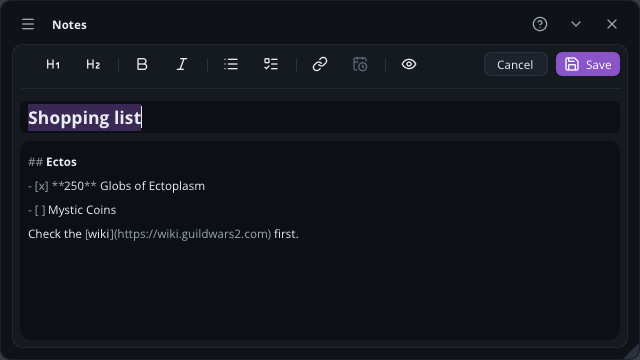 Notes
H1 H2 B I Cancel Save
Shopping list
## Ectos
- [x] **250** Globs of Ectoplasm
- [ ] Mystic Coins
Check the [wiki](https://wiki.guildwars2.com) first.